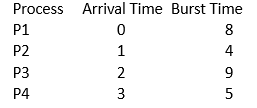 Process Arrival Time Burst Time
P1 0 8
P2 1 4
P3 2 9
P4 3 5